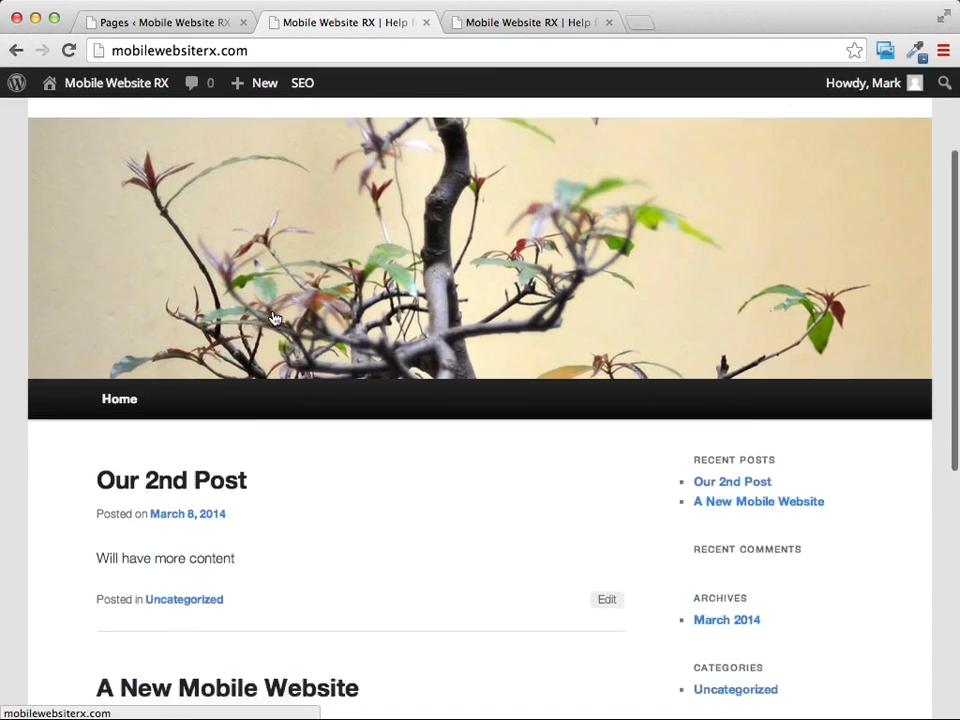 Pages ‹ Mobile Website RX
Mobile Website RX | Help f
Mobile Website RX | Help f
mobilewebsiterx.com
Mobile Website RX
0
New
SEO
Howdy, Mark
Home
Our 2nd Post
Posted on March 8, 2014
Will have more content
Posted in Uncategorized
Edit
A New Mobile Website
RECENT POSTS
Our 2nd Post
A New Mobile Website
RECENT COMMENTS
ARCHIVES
March 2014
CATEGORIES
Uncategorized
mobilewebsiterx.com